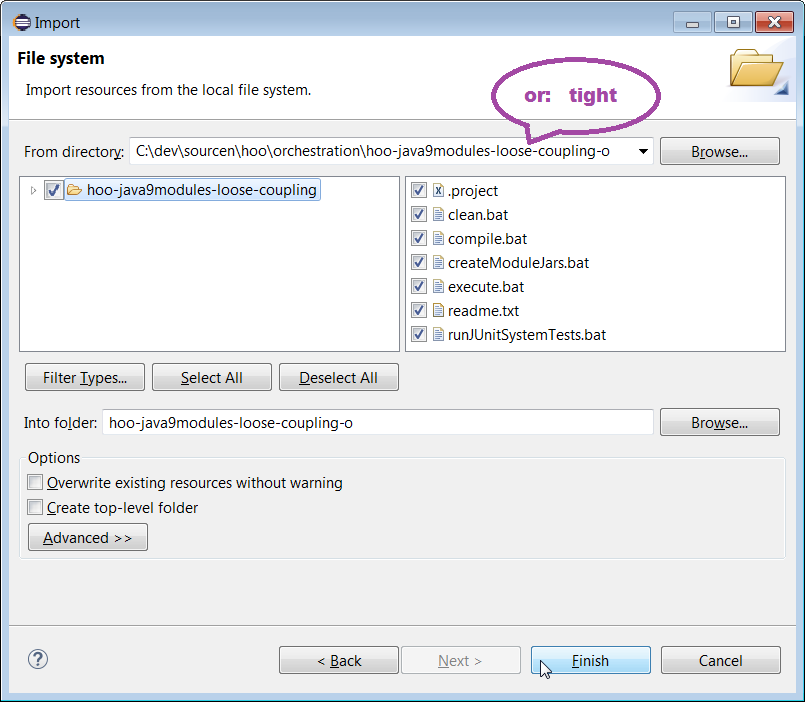 Import
File system
Import resources from the local file system.
or: tight
From directory: C:\dev\sourcen\hoo\orchestration\hoo-java9modules-loose-coupling-o Browse...
hoo-java9modules-loose-coupling
.project
clean.bat
compile.bat
createModuleJars.bat
execute.bat
readme.txt
runJUnitSystemTests.bat
Filter Types... Select All Deselect All
Into folder: hoo-java9modules-loose-coupling-o Browse...
Options
Overwrite existing resources without warning
Create top-level folder
Advanced >>
< Back Next > Finish Cancel